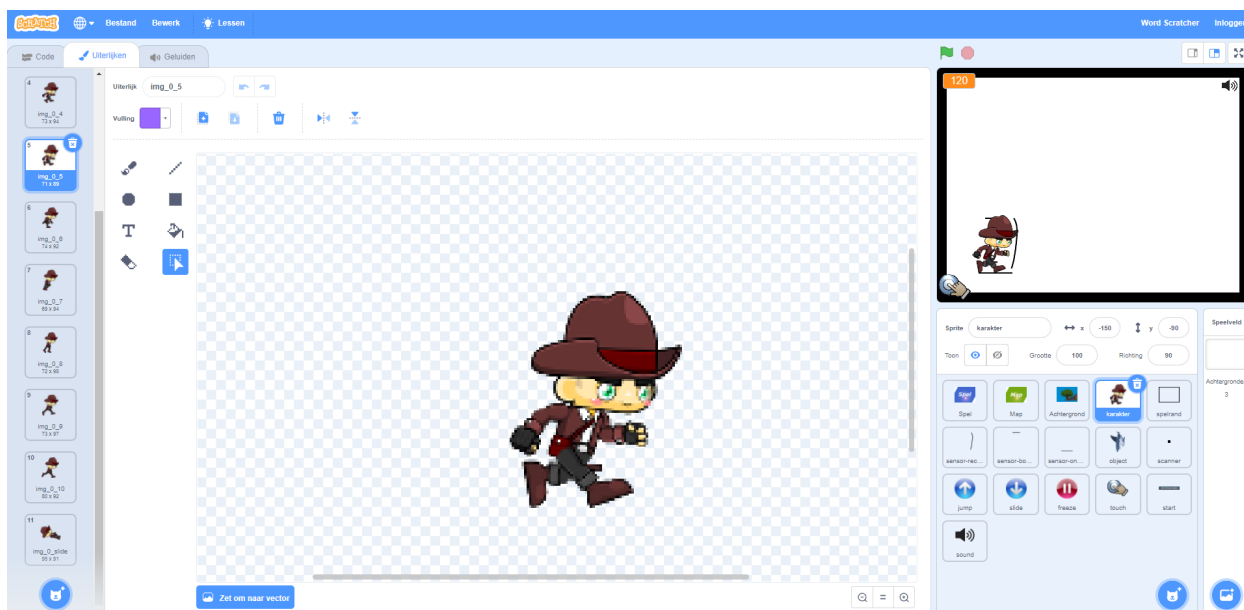 SCRATCH Bestand Bewerk Lessen Word Scratcher Inloggen
Code Uiterlijken Geluiden
4
img_0_4
73 x 94
5
img_0_5
71 x 89
6
img_0_6
74 x 92
7
img_0_7
69 x 94
8
img_0_8
72 x 95
9
img_0_9
73 x 97
10
img_0_10
80 x 92
11
img_0_slide
Uiterlijk img_0_5
Vulling
T
Zet om naar vector
120
Sprite karakter x -150 y -90
Toon Grootte 100 Richting 90
Spel Map
Spel Map Achtergrond karakter spelrand
sensor-rec... sensor-bo... sensor-on... object scanner
jump slide freeze touch start
sound
Speelveld
Achtergronde
3